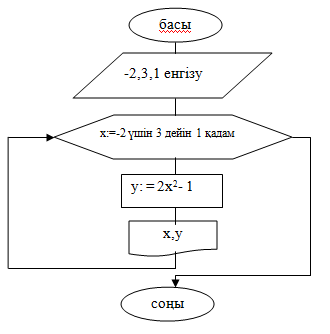 басы
-2,3,1 енгізу
x:=-2 үшін 3 дейін 1 қадам
y: = 2x²- 1
x,y
соңы